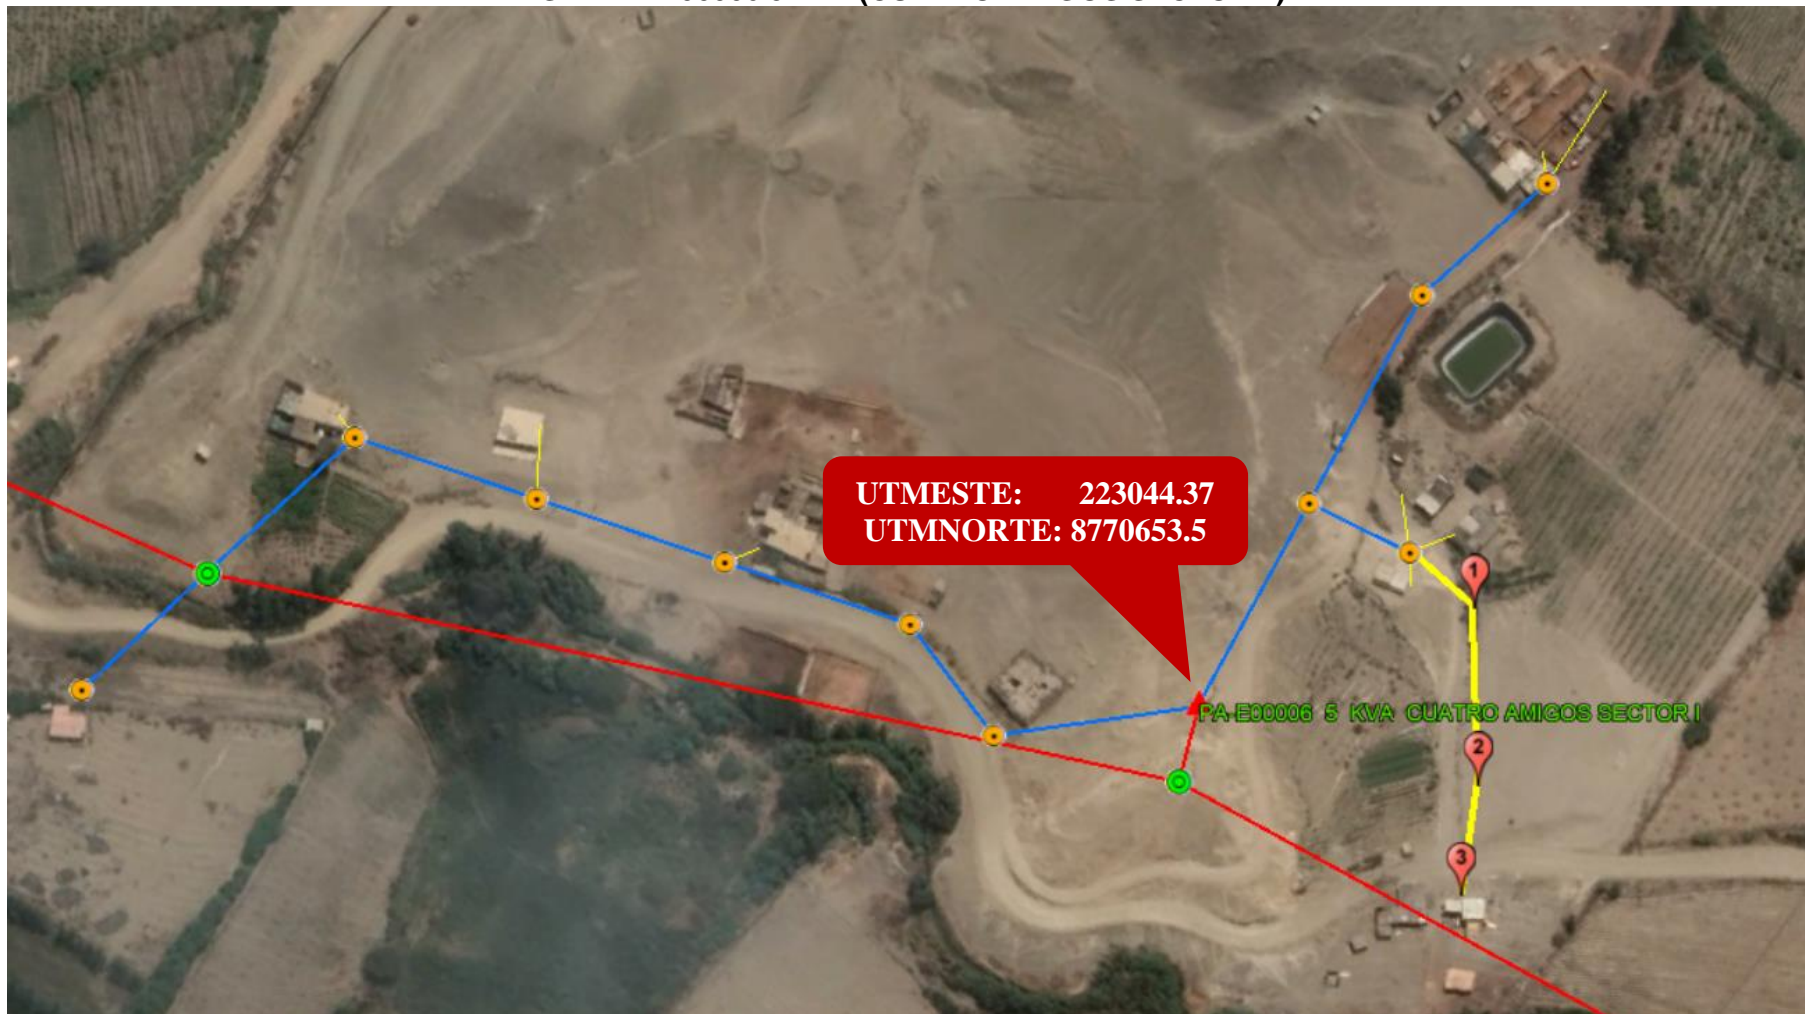 UTMESTE: 223044.37
UTMNORTE: 8770653.5
1
PA-E00006 5 KVA CUATRO AMIGOS SECTOR I
2
3